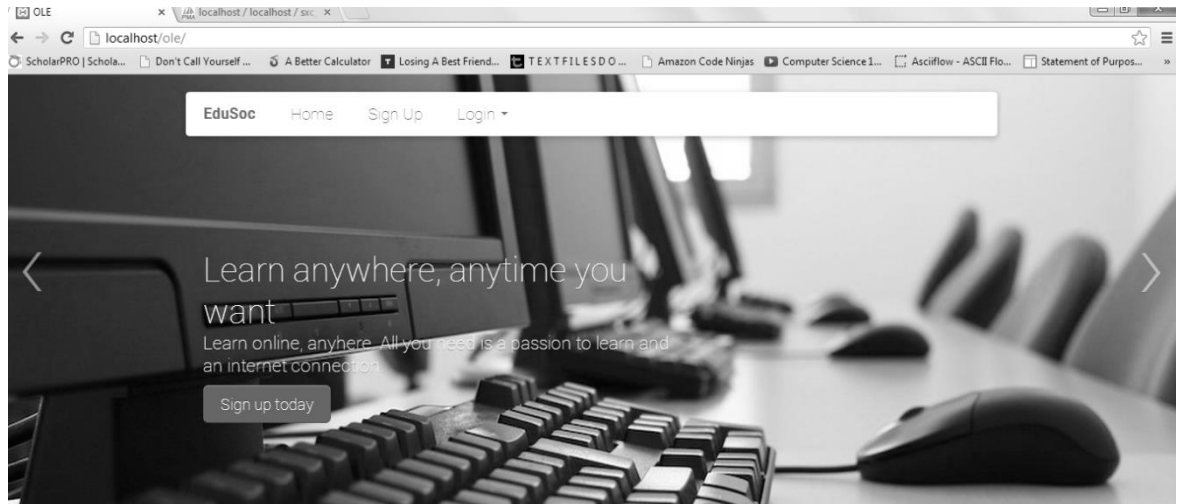 OLE × localhost / localhost / sxc ×
localhost/ole/
ScholarPRO | Schola... Don't Call Yourself ... A Better Calculator Losing A Best Friend... T E X T F I L E S D O ... Amazon Code Ninjas Computer Science 1... Asciiflow - ASCII Flo... Statement of Purpos... »
EduSoc Home Sign Up Login
Learn anywhere, anytime you
want
Learn online, anyhere. All you need is a passion to learn and
an internet connection.
Sign up today